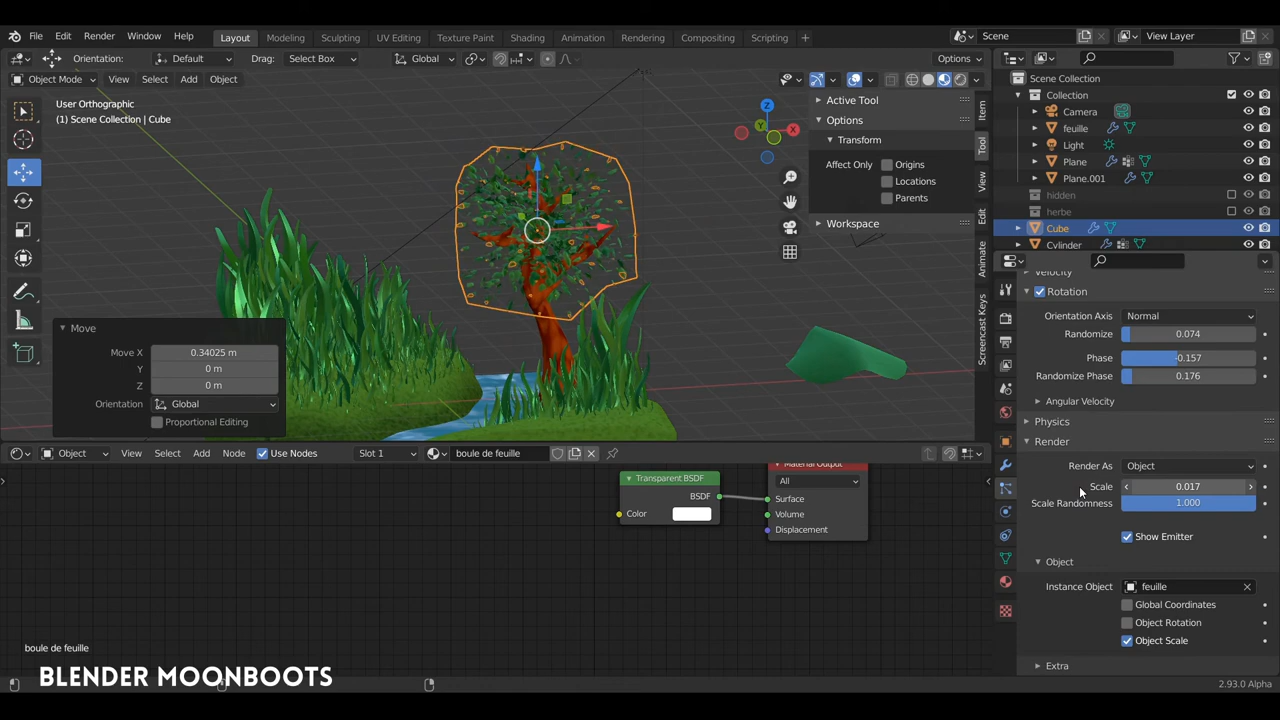 File Edit Render Window Help Layout Modeling Sculpting UV Editing Texture Paint Shading Animation Rendering Compositing Scripting + Scene View Layer
Orientation: Default Drag: Select Box Global Options
Object Mode View Select Add Object
User Orthographic
(1) Scene Collection | Cube
Z
Y
X
Active Tool
Options
Transform
Affect Only Origins
Locations
Parents
Workspace
Item
Tool
View
Edit
Animate
Screencast Keys
Scene Collection
Collection
Camera
feuille
Light
Plane
Plane.001
hidden
herbe
Cube
Cylinder
Move
Move X 0.34025 m
Y 0 m
Z 0 m
Orientation Global
Proportional Editing
Velocity
Rotation
Orientation Axis Normal
Randomize 0.074
Phase -0.157
Randomize Phase 0.176
Angular Velocity
Physics
Render
Render As Object
Scale 0.017
Scale Randomness 1.000
Show Emitter
Object
Instance Object feuille
Global Coordinates
Object Rotation
Object Scale
Extra
Object View Select Add Node Use Nodes Slot 1 boule de feuille
Transparent BSDF
BSDF
Color
Material Output
All
Surface
Volume
Displacement
boule de feuille
BLENDER MOONBOOTS
2.93.0 Alpha